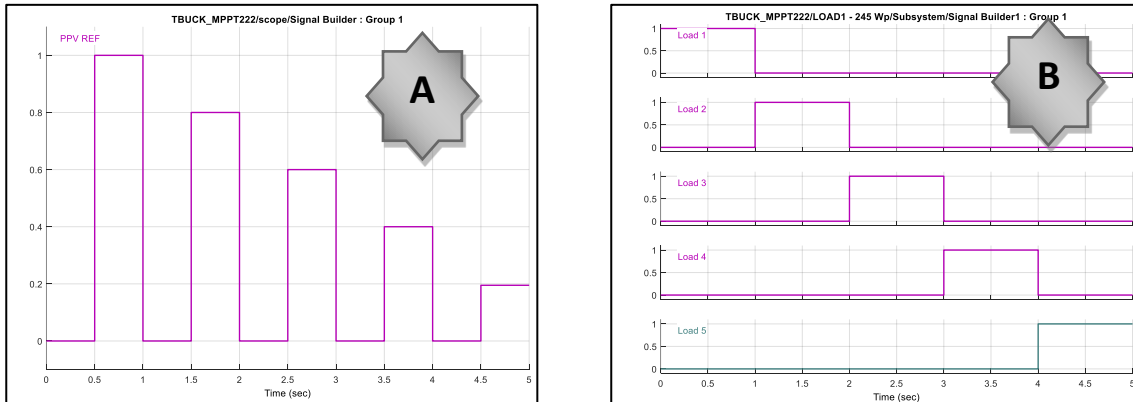 TBUCK_MPPT222/scope/Signal Builder : Group 1
PPV REF
A
1
0.8
0.6
0.4
0.2
0
0 0.5 1 1.5 2 2.5 3 3.5 4 4.5 5
Time (sec)
TBUCK_MPPT222/LOAD1 - 245 Wp/Subsystem/Signal Builder1 : Group 1
B
1
Load 1
0.5
0
1
Load 2
0.5
0
1
Load 3
0.5
0
1
Load 4
0.5
0
1
Load 5
0.5
0
0 0.5 1 1.5 2 2.5 3 3.5 4 4.5 5
Time (sec)